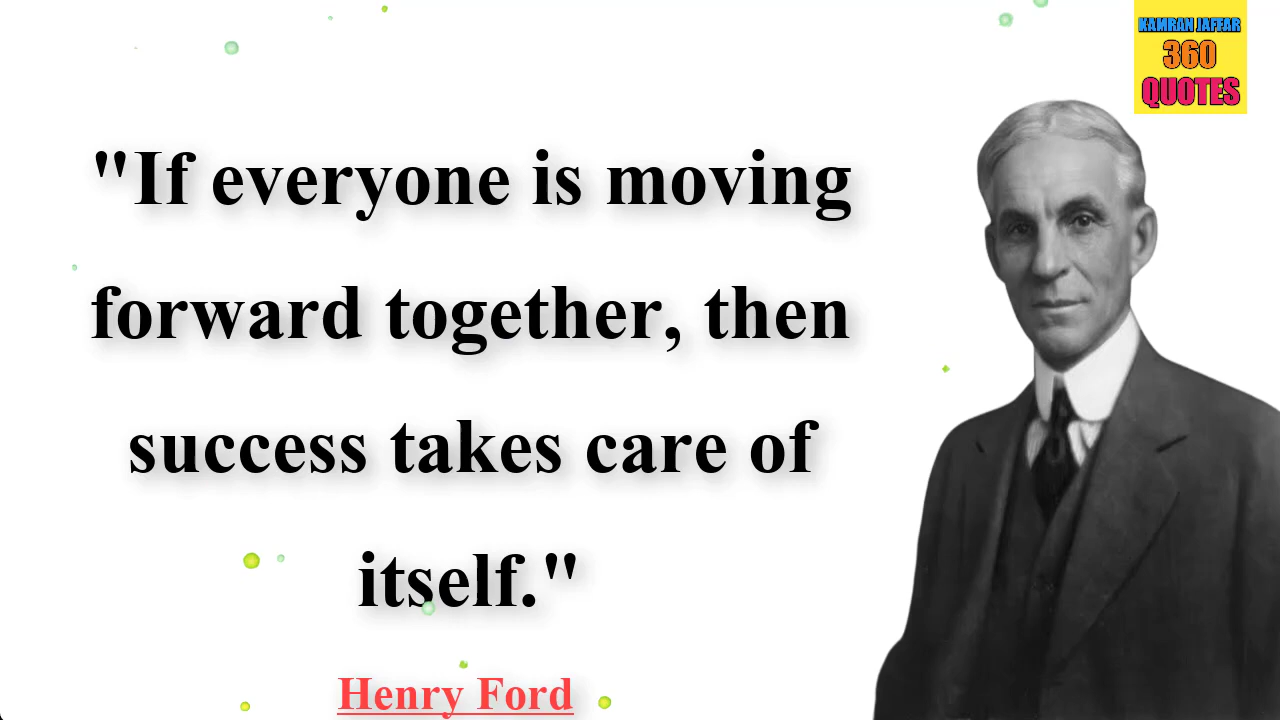 KAMRAN JAFFAR
360
QUOTES
"If everyone is moving
forward together, then
success takes care of
itself."
Henry Ford